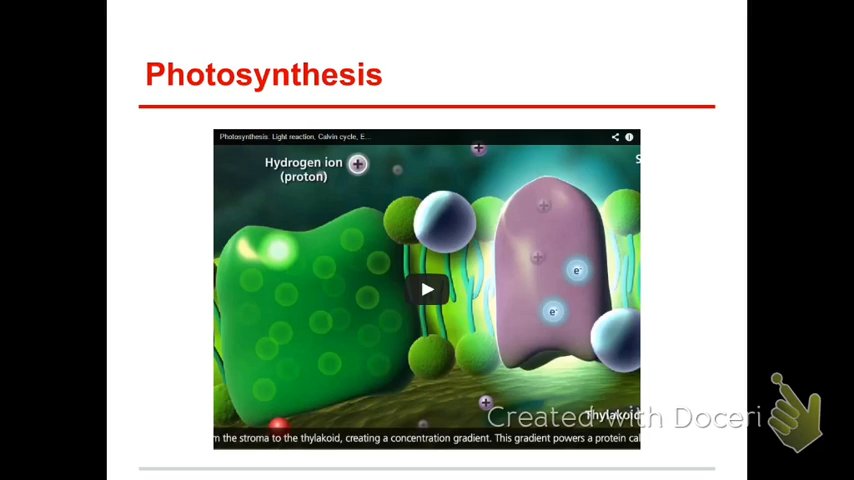 Photosynthesis
Photosynthesis: Light reaction, Calvin cycle, E...
Hydrogen ion
(proton)
+
+
S
+
+
e-
e-
+
Thylakoid
Created with Doceri
m the stroma to the thylakoid, creating a concentration gradient. This gradient powers a protein cal